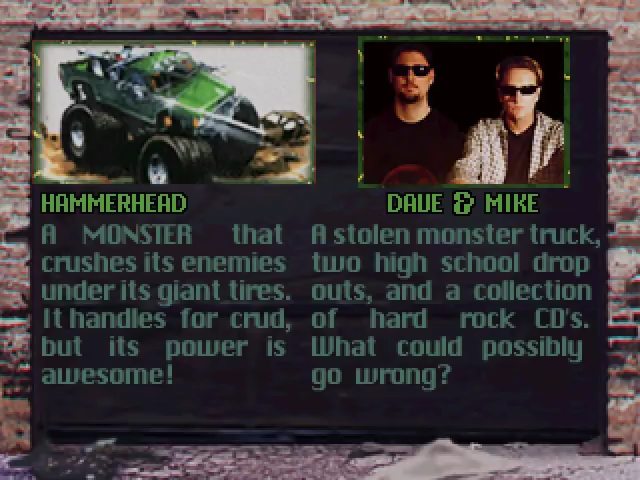 HAMMERHEAD
A MONSTER that
crushes its enemies
under its giant tires.
It handles for crud,
but its power is
awesome!
DAVE & MIKE
A stolen monster truck,
two high school drop
outs, and a collection
of hard rock CD's.
What could possibly
go wrong?